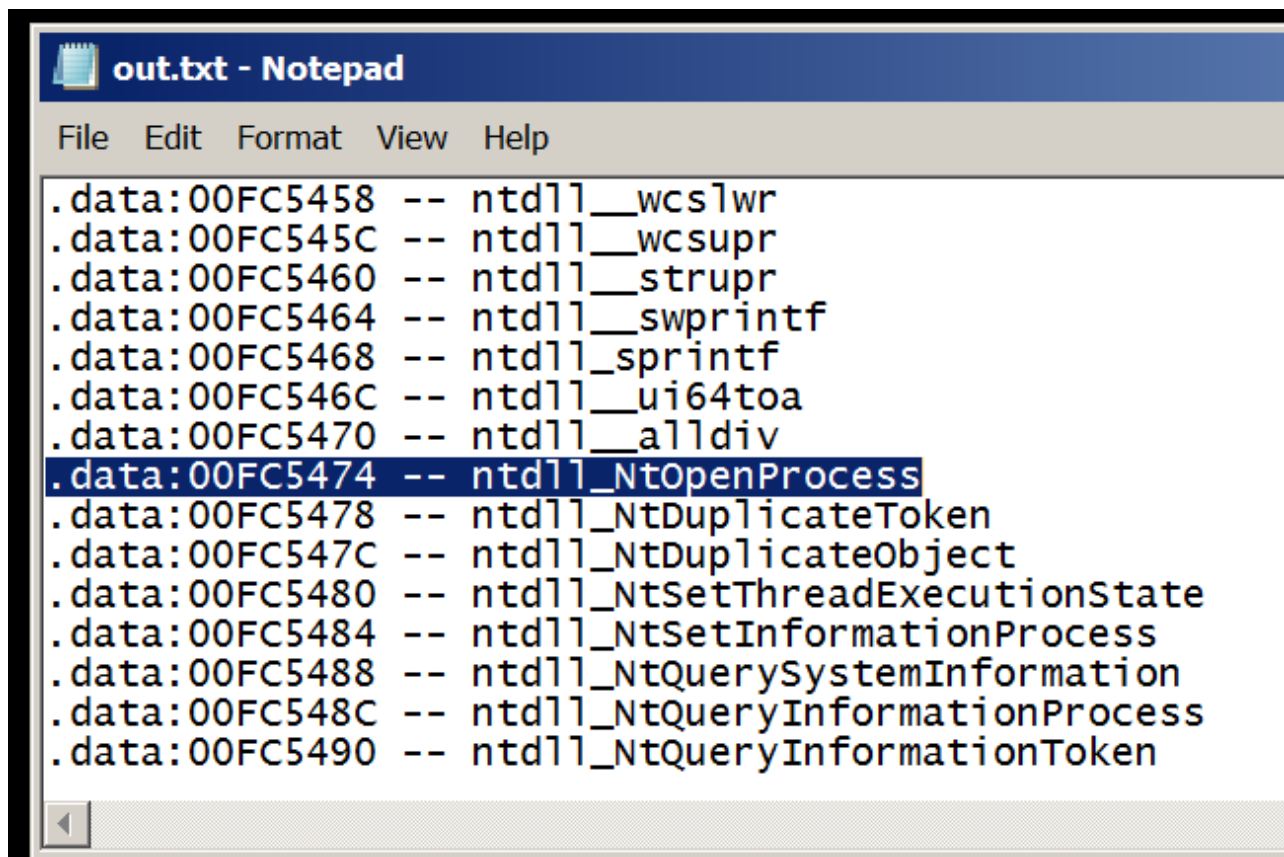 out.txt - Notepad
File Edit Format View Help
.data:00FC5458 -- ntdll__wcslwr
.data:00FC545C -- ntdll__wcsupr
.data:00FC5460 -- ntdll__strupr
.data:00FC5464 -- ntdll__swprintf
.data:00FC5468 -- ntdll_sprintf
.data:00FC546C -- ntdll__ui64toa
.data:00FC5470 -- ntdll__alldiv
.data:00FC5474 -- ntdll_NtOpenProcess
.data:00FC5478 -- ntdll_NtDuplicateToken
.data:00FC547C -- ntdll_NtDuplicateObject
.data:00FC5480 -- ntdll_NtSetThreadExecutionState
.data:00FC5484 -- ntdll_NtSetInformationProcess
.data:00FC5488 -- ntdll_NtQuerySystemInformation
.data:00FC548C -- ntdll_NtQueryInformationProcess
.data:00FC5490 -- ntdll_NtQueryInformationToken